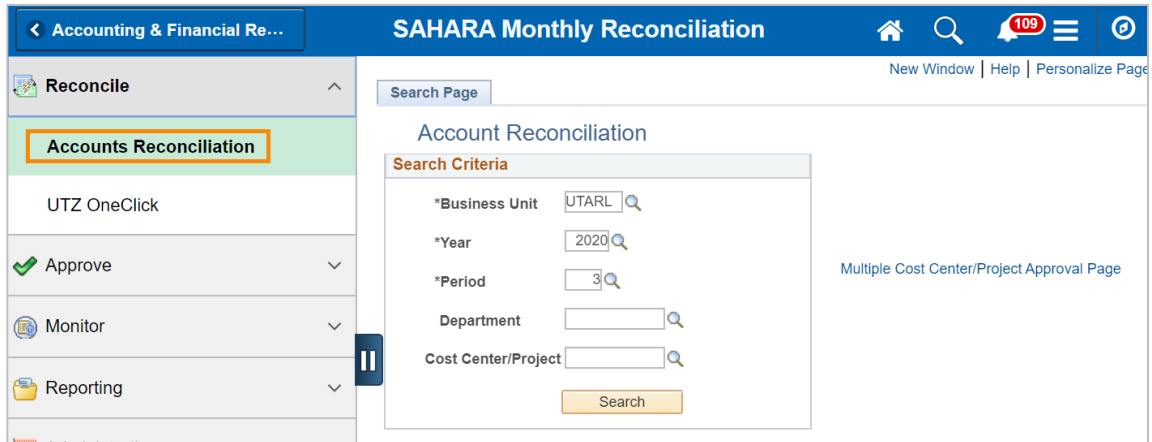 Accounting & Financial Re...
SAHARA Monthly Reconciliation
109
New Window | Help | Personalize Page
Reconcile
Accounts Reconciliation
UTZ OneClick
Approve
Monitor
Reporting
Search Page
Account Reconciliation
Search Criteria
*Business Unit UTARL
*Year 2020
*Period 3
Department
Cost Center/Project
Search
Multiple Cost Center/Project Approval Page